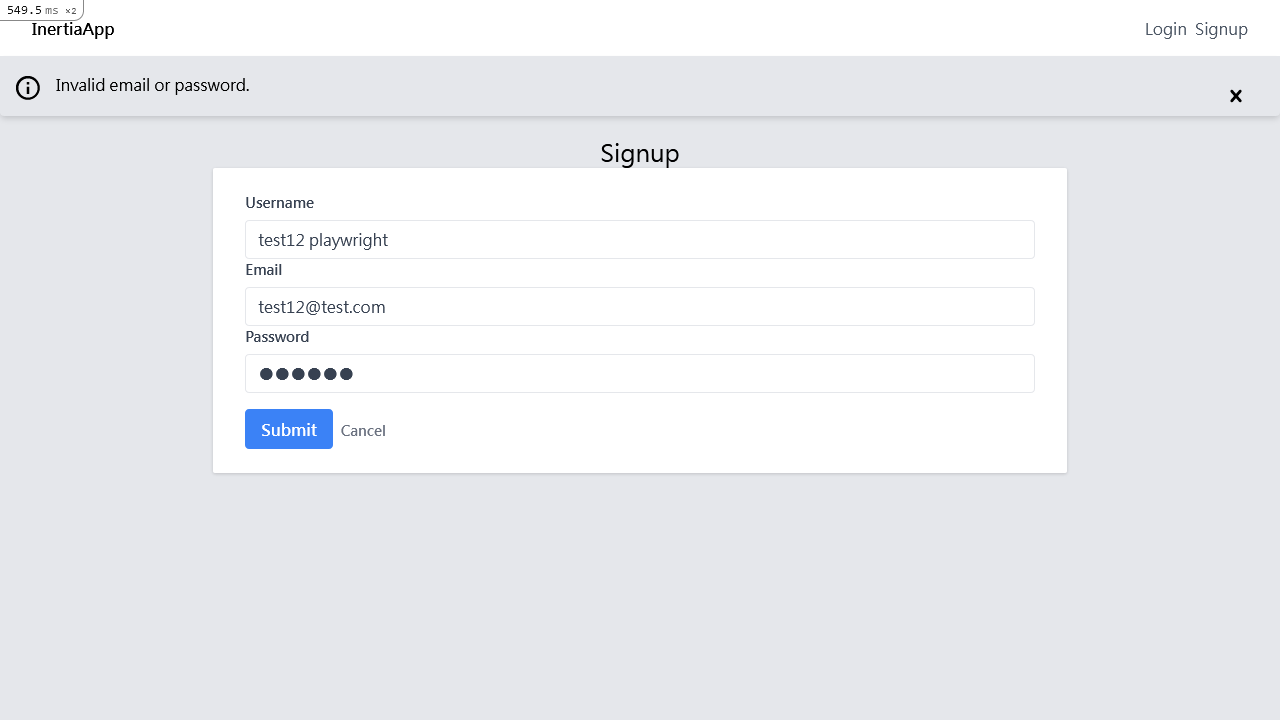 549.5 ms ×2
InertiaApp
Login Signup
Invalid email or password.
Signup
Username
test12 playwright
Email
test12@test.com
Password
●●●●●●
Submit Cancel